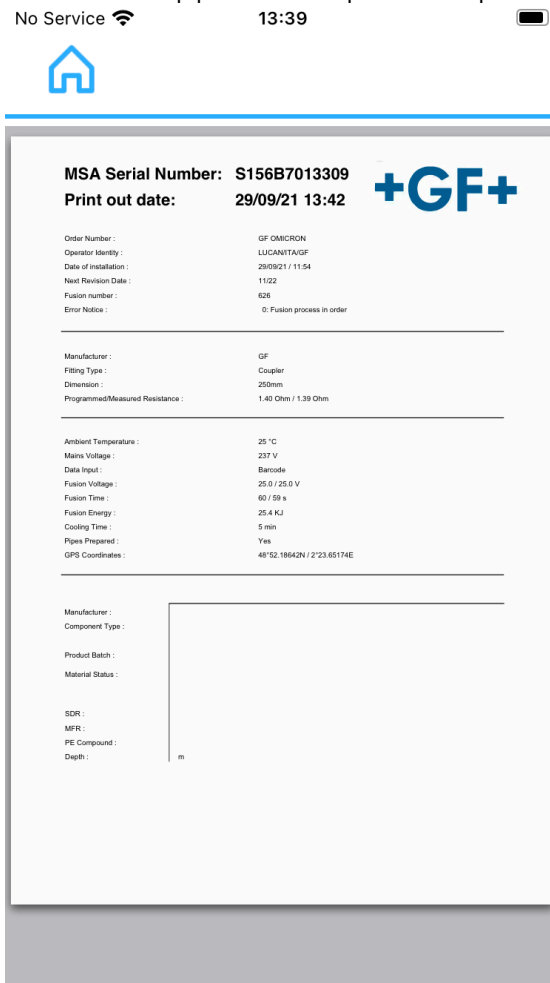 No Service 13:39
MSA Serial Number: S156B7013309
Print out date: 29/09/21 13:42
+GF+
Order Number : GF OMICRON
Operator Identity : LUCAN/ITA/GF
Date of installation : 29/09/21 / 11:54
Next Revision Date : 11/22
Fusion number : 626
Error Notice : 0: Fusion process in order
Manufacturer : GF
Fitting Type : Coupler
Dimension : 250mm
Programmed/Measured Resistance : 1.40 Ohm / 1.39 Ohm
Ambient Temperature : 25 °C
Mains Voltage : 237 V
Data Input : Barcode
Fusion Voltage : 25.0 / 25.0 V
Fusion Time : 60 / 59 s
Fusion Energy : 25.4 KJ
Cooling Time : 5 min
Pipes Prepared : Yes
GPS Coordinates : 48°52.18642N / 2°23.65174E
Manufacturer :
Component Type :
Product Batch :
Material Status :
SDR :
MFR :
PE Compound :
Depth : m